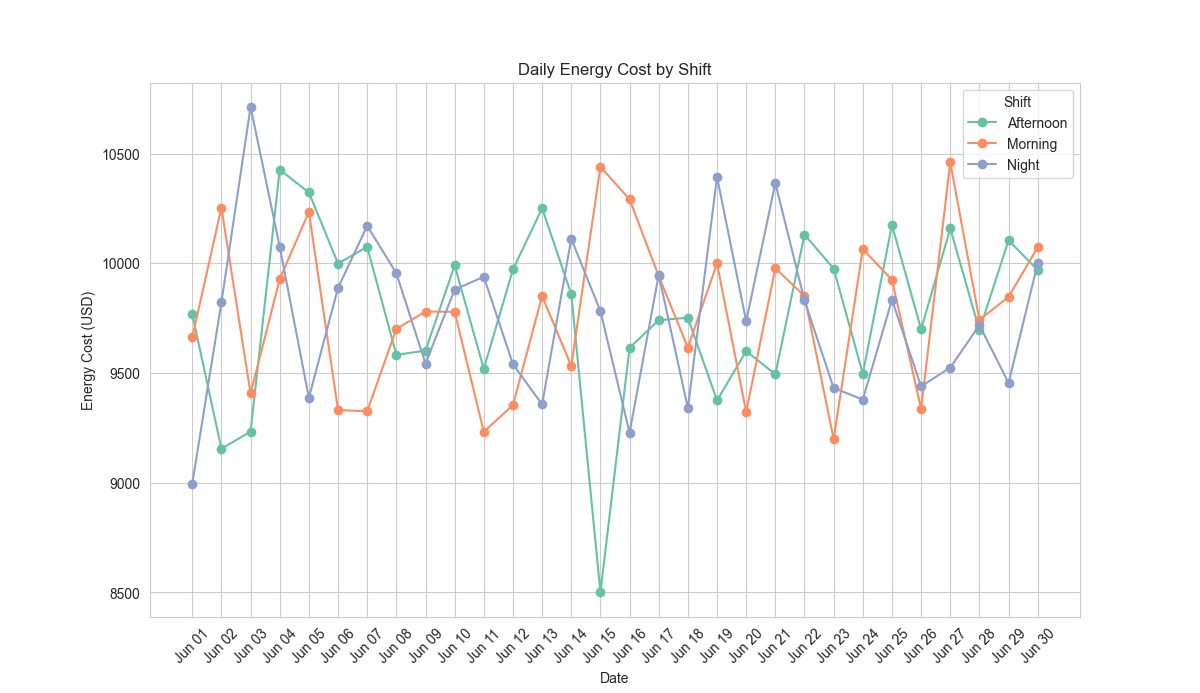 Daily Energy Cost by Shift
Shift
Afternoon
Morning
Night
Energy Cost (USD)
10500
10000
9500
9000
8500
Jun 01
Jun 02
Jun 03
Jun 04
Jun 05
Jun 06
Jun 07
Jun 08
Jun 09
Jun 10
Jun 11
Jun 12
Jun 13
Jun 14
Jun 15
Jun 16
Jun 17
Jun 18
Jun 19
Jun 20
Jun 21
Jun 22
Jun 23
Jun 24
Jun 25
Jun 26
Jun 27
Jun 28
Jun 29
Jun 30
Date